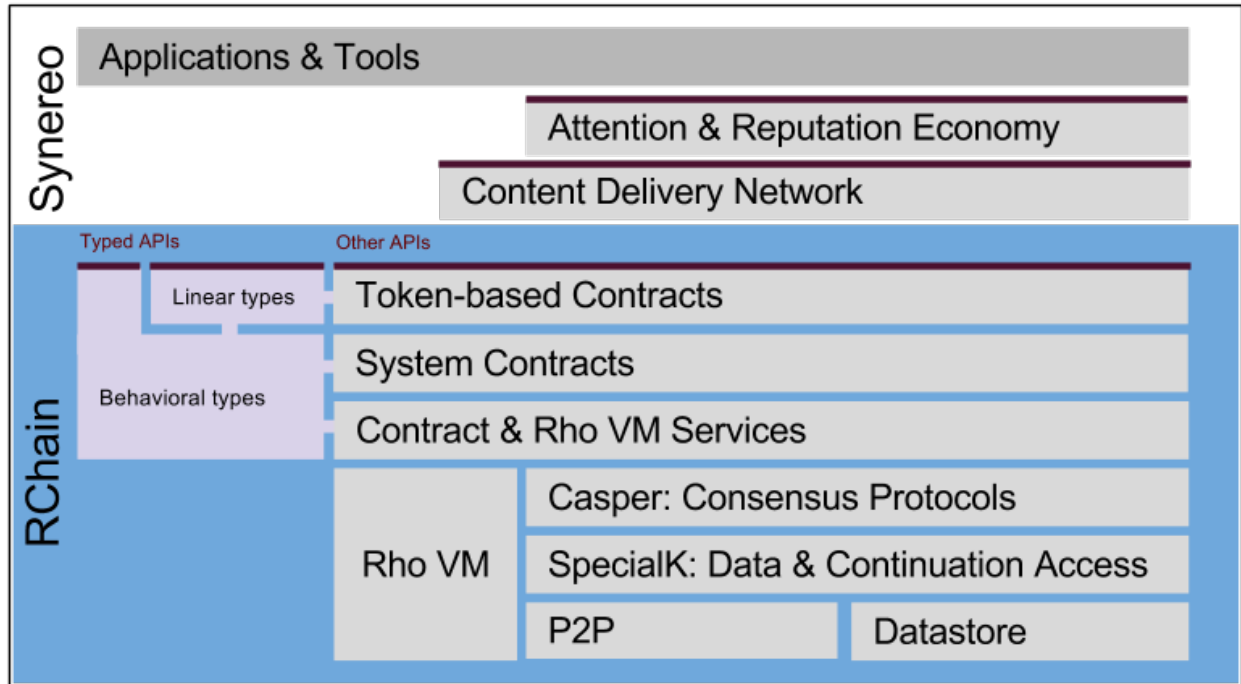 Synereo
Applications & Tools
Attention & Reputation Economy
Content Delivery Network
RChain
Typed APIs
Other APIs
Linear types
Token-based Contracts
System Contracts
Behavioral types
Contract & Rho VM Services
Rho VM
Casper: Consensus Protocols
SpecialK: Data & Continuation Access
P2P
Datastore